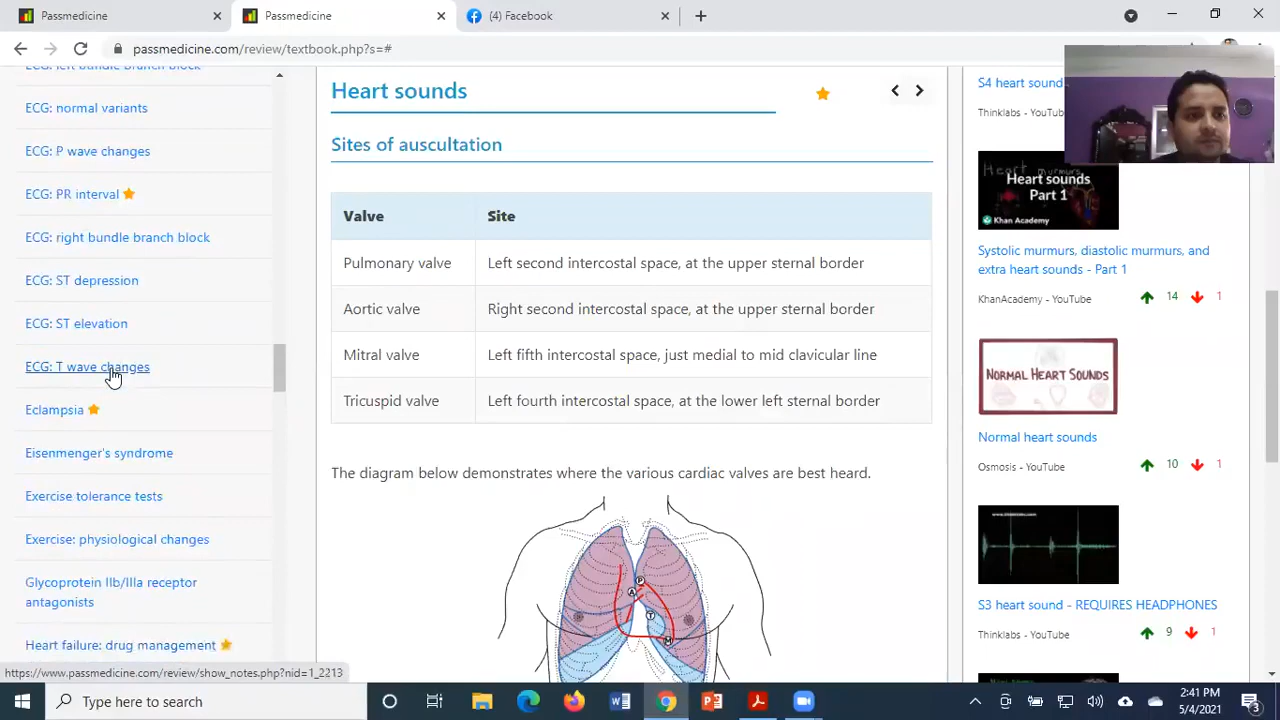 Passmedicine
Passmedicine
(3) Facebook
passmedicine.com/review/textbook.php?s=#
ECG: left bundle branch block
ECG: normal variants
ECG: P wave changes
ECG: PR interval
ECG: right bundle branch block
ECG: ST depression
ECG: ST elevation
ECG: T wave changes
Eclampsia
Eisenmenger's syndrome
Exercise tolerance tests
Exercise: physiological changes
Glycoprotein IIb/IIIa receptor
antagonists
Heart failure: drug management
https://www.passmedicine.com/review/show_notes.php?nid=1_2213
Heart sounds
Sites of auscultation
Valve Site
Pulmonary valve Left second intercostal space, at the upper sternal border
Aortic valve Right second intercostal space, at the upper sternal border
Mitral valve Left fifth intercostal space, just medial to mid clavicular line
Tricuspid valve Left fourth intercostal space, at the lower left sternal border
The diagram below demonstrates where the various cardiac valves are best heard.
P
A
T
M
S4 heart sound
Thinklabs - YouTube
Heart murmurs
Heart sounds
Part 1
Khan Academy
Systolic murmurs, diastolic murmurs, and
extra heart sounds - Part 1
KhanAcademy - YouTube 14 1
NORMAL HEART SOUNDS
Normal heart sounds
Osmosis - YouTube 10 1
S3 heart sound - REQUIRES HEADPHONES
Thinklabs - YouTube 9 1
Type here to search
2:41 PM
5/4/2021
3